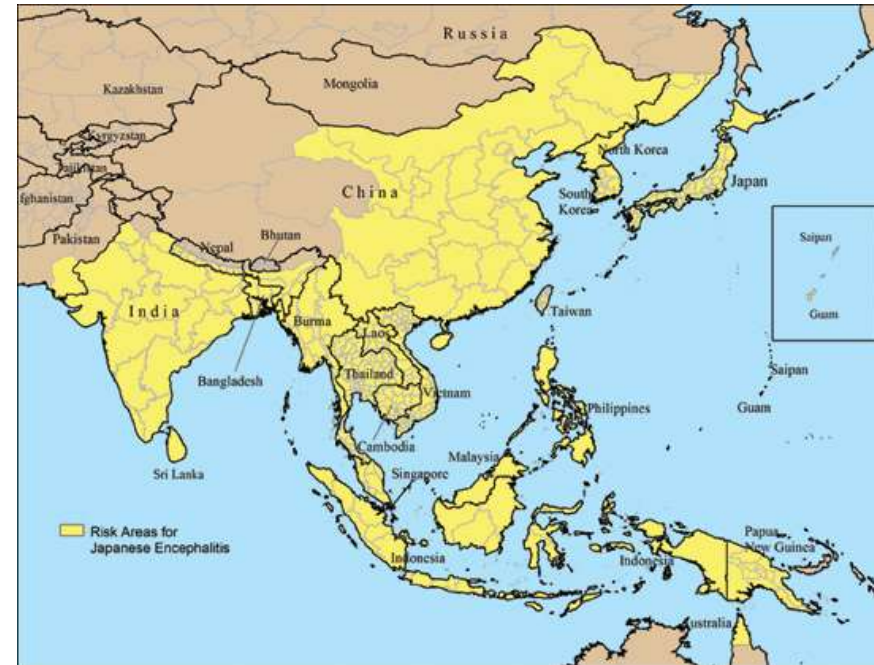 Russia
Kazakhstan
Mongolia
Kyrgyzstan
Tajikistan
North Korea
China
Japan
South
Korea
fghanistan
Pakistan
Nepal
Bhutan
Saipan
India
Burma
Taiwan
Guam
Lao
Bangladesh
Thailand
Vietnam
Saipan
Guam
Philippines
Cambodia
Malaysia
Sri Lanka
Singapore
Risk Areas for
Japanese Encephalitis
Papua
New Guinea
Indonesia
Indonesia
Australia